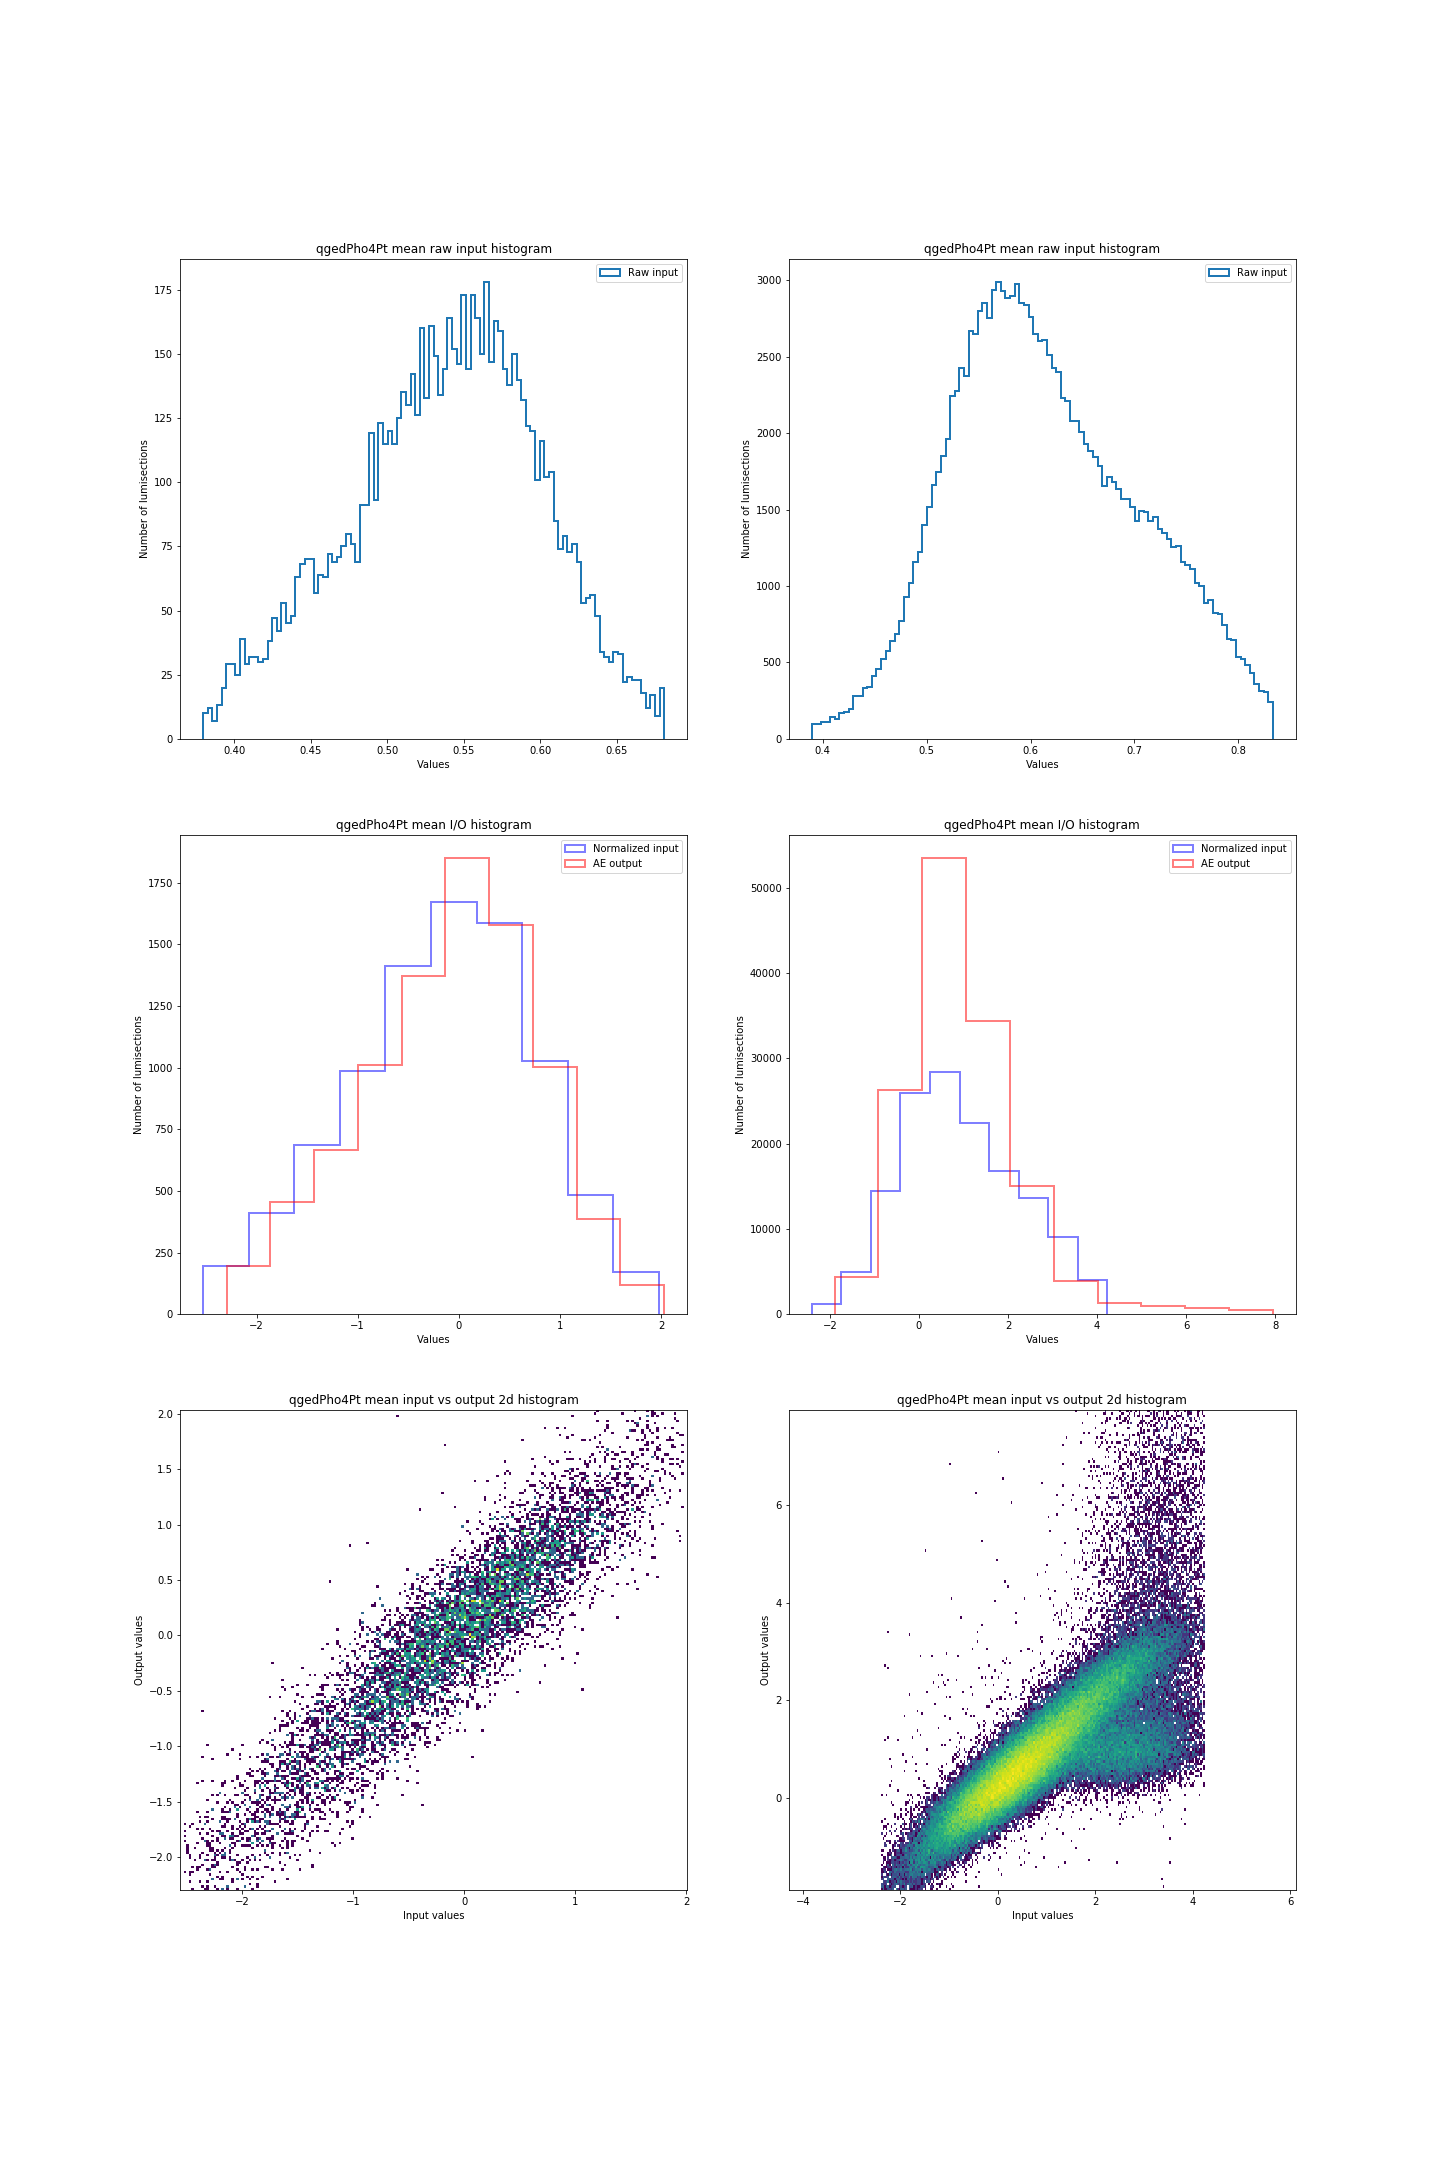 qgedPho4Pt mean raw input histogram
Raw input
Number of lumisections
175
150
125
100
75
50
25
0
0.40 0.45 0.50 0.55 0.60 0.65
Values
qgedPho4Pt mean raw input histogram
Raw input
Number of lumisections
3000
2500
2000
1500
1000
500
0
0.4 0.5 0.6 0.7 0.8
Values
qgedPho4Pt mean I/O histogram
Normalized input
AE output
Number of lumisections
1750
1500
1250
1000
750
500
250
0
−2 −1 0 1 2
Values
qgedPho4Pt mean I/O histogram
Normalized input
AE output
Number of lumisections
50000
40000
30000
20000
10000
0
−2 0 2 4 6 8
Values
qgedPho4Pt mean input vs output 2d histogram
Output values
2.0
1.5
1.0
0.5
0.0
−0.5
−1.0
−1.5
−2.0
−2 −1 0 1 2
Input values
qgedPho4Pt mean input vs output 2d histogram
Output values
6
4
2
0
−4 −2 0 2 4 6
Input values